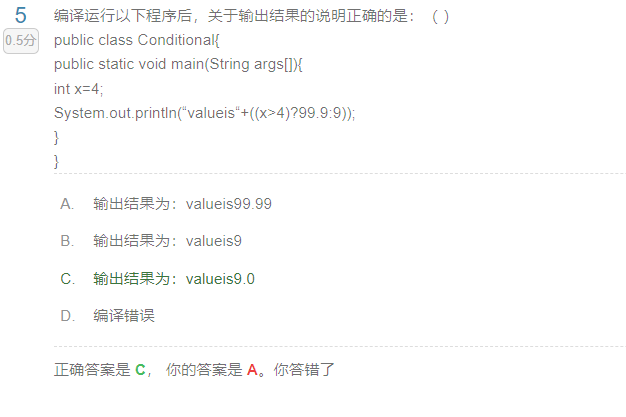 5
0.5分
编译运行以下程序后，关于输出结果的说明正确的是：（ ）
public class Conditional{
public static void main(String args[]){
int x=4;
System.out.println(“valueis“+((x>4)?99.9:9));
}
}
A. 输出结果为：valueis99.99
B. 输出结果为：valueis9
C. 输出结果为：valueis9.0
D. 编译错误
正确答案是 C， 你的答案是 A。你答错了